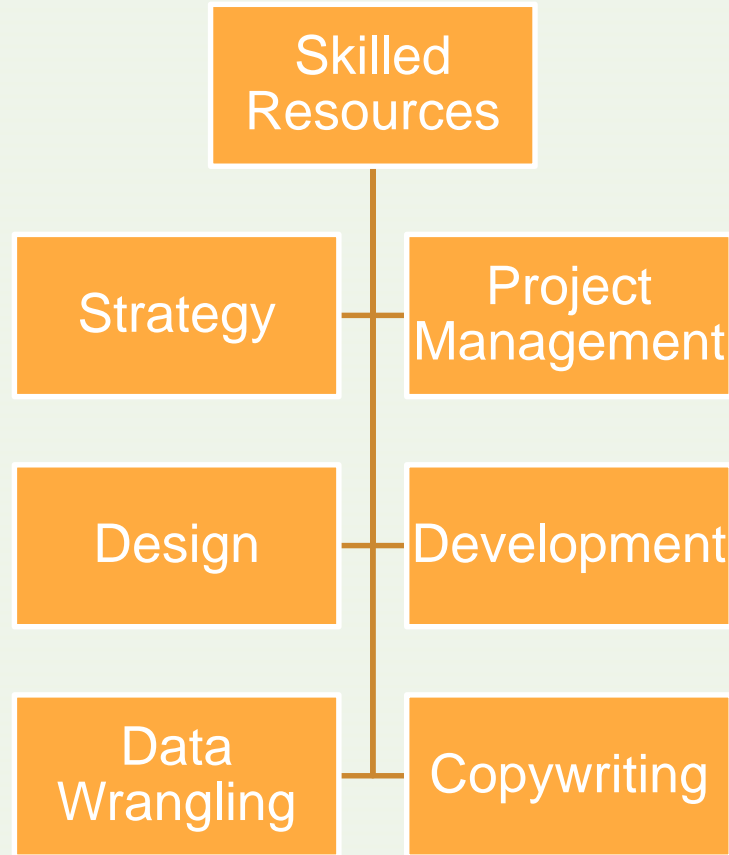 Skilled
Resources
Strategy
Project
Management
Design
Development
Data
Wrangling
Copywriting